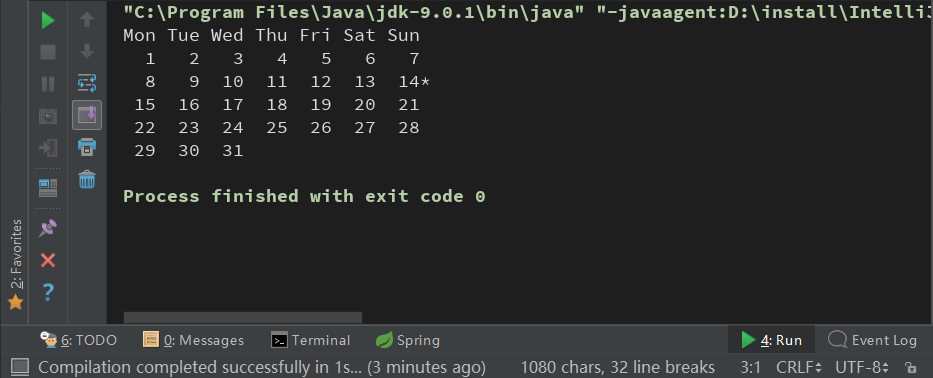 "C:\Program Files\Java\jdk-9.0.1\bin\java" "-javaagent:D:\install\IntelliJ
Mon Tue Wed Thu Fri Sat Sun
1 2 3 4 5 6 7
8 9 10 11 12 13 14*
15 16 17 18 19 20 21
22 23 24 25 26 27 28
29 30 31
Process finished with exit code 0
2: Favorites
6: TODO 0: Messages Terminal Spring 4: Run Event Log
Compilation completed successfully in 1s... (3 minutes ago) 1080 chars, 32 line breaks 3:1 CRLF UTF-8